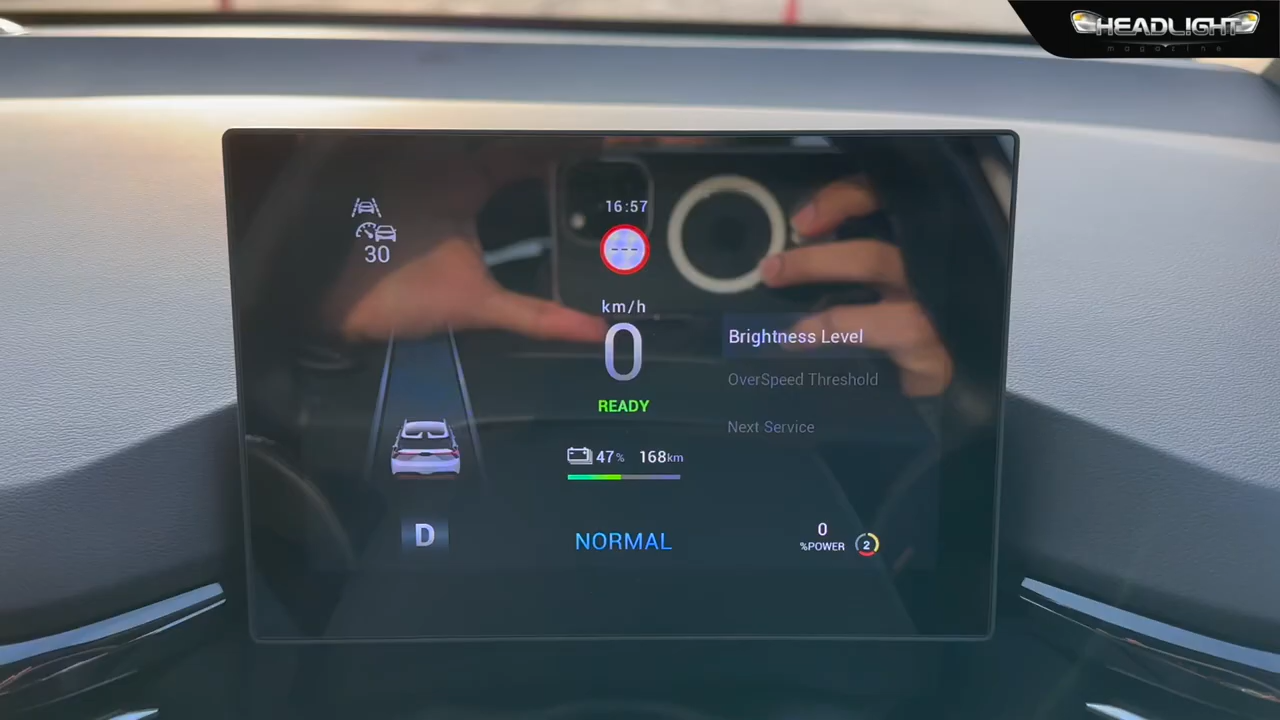 HEADLIGHT
magazine
16:57
30
---
km/h
0
Brightness Level
OverSpeed Threshold
READY
Next Service
47% 168km
D
NORMAL
0
%POWER
2